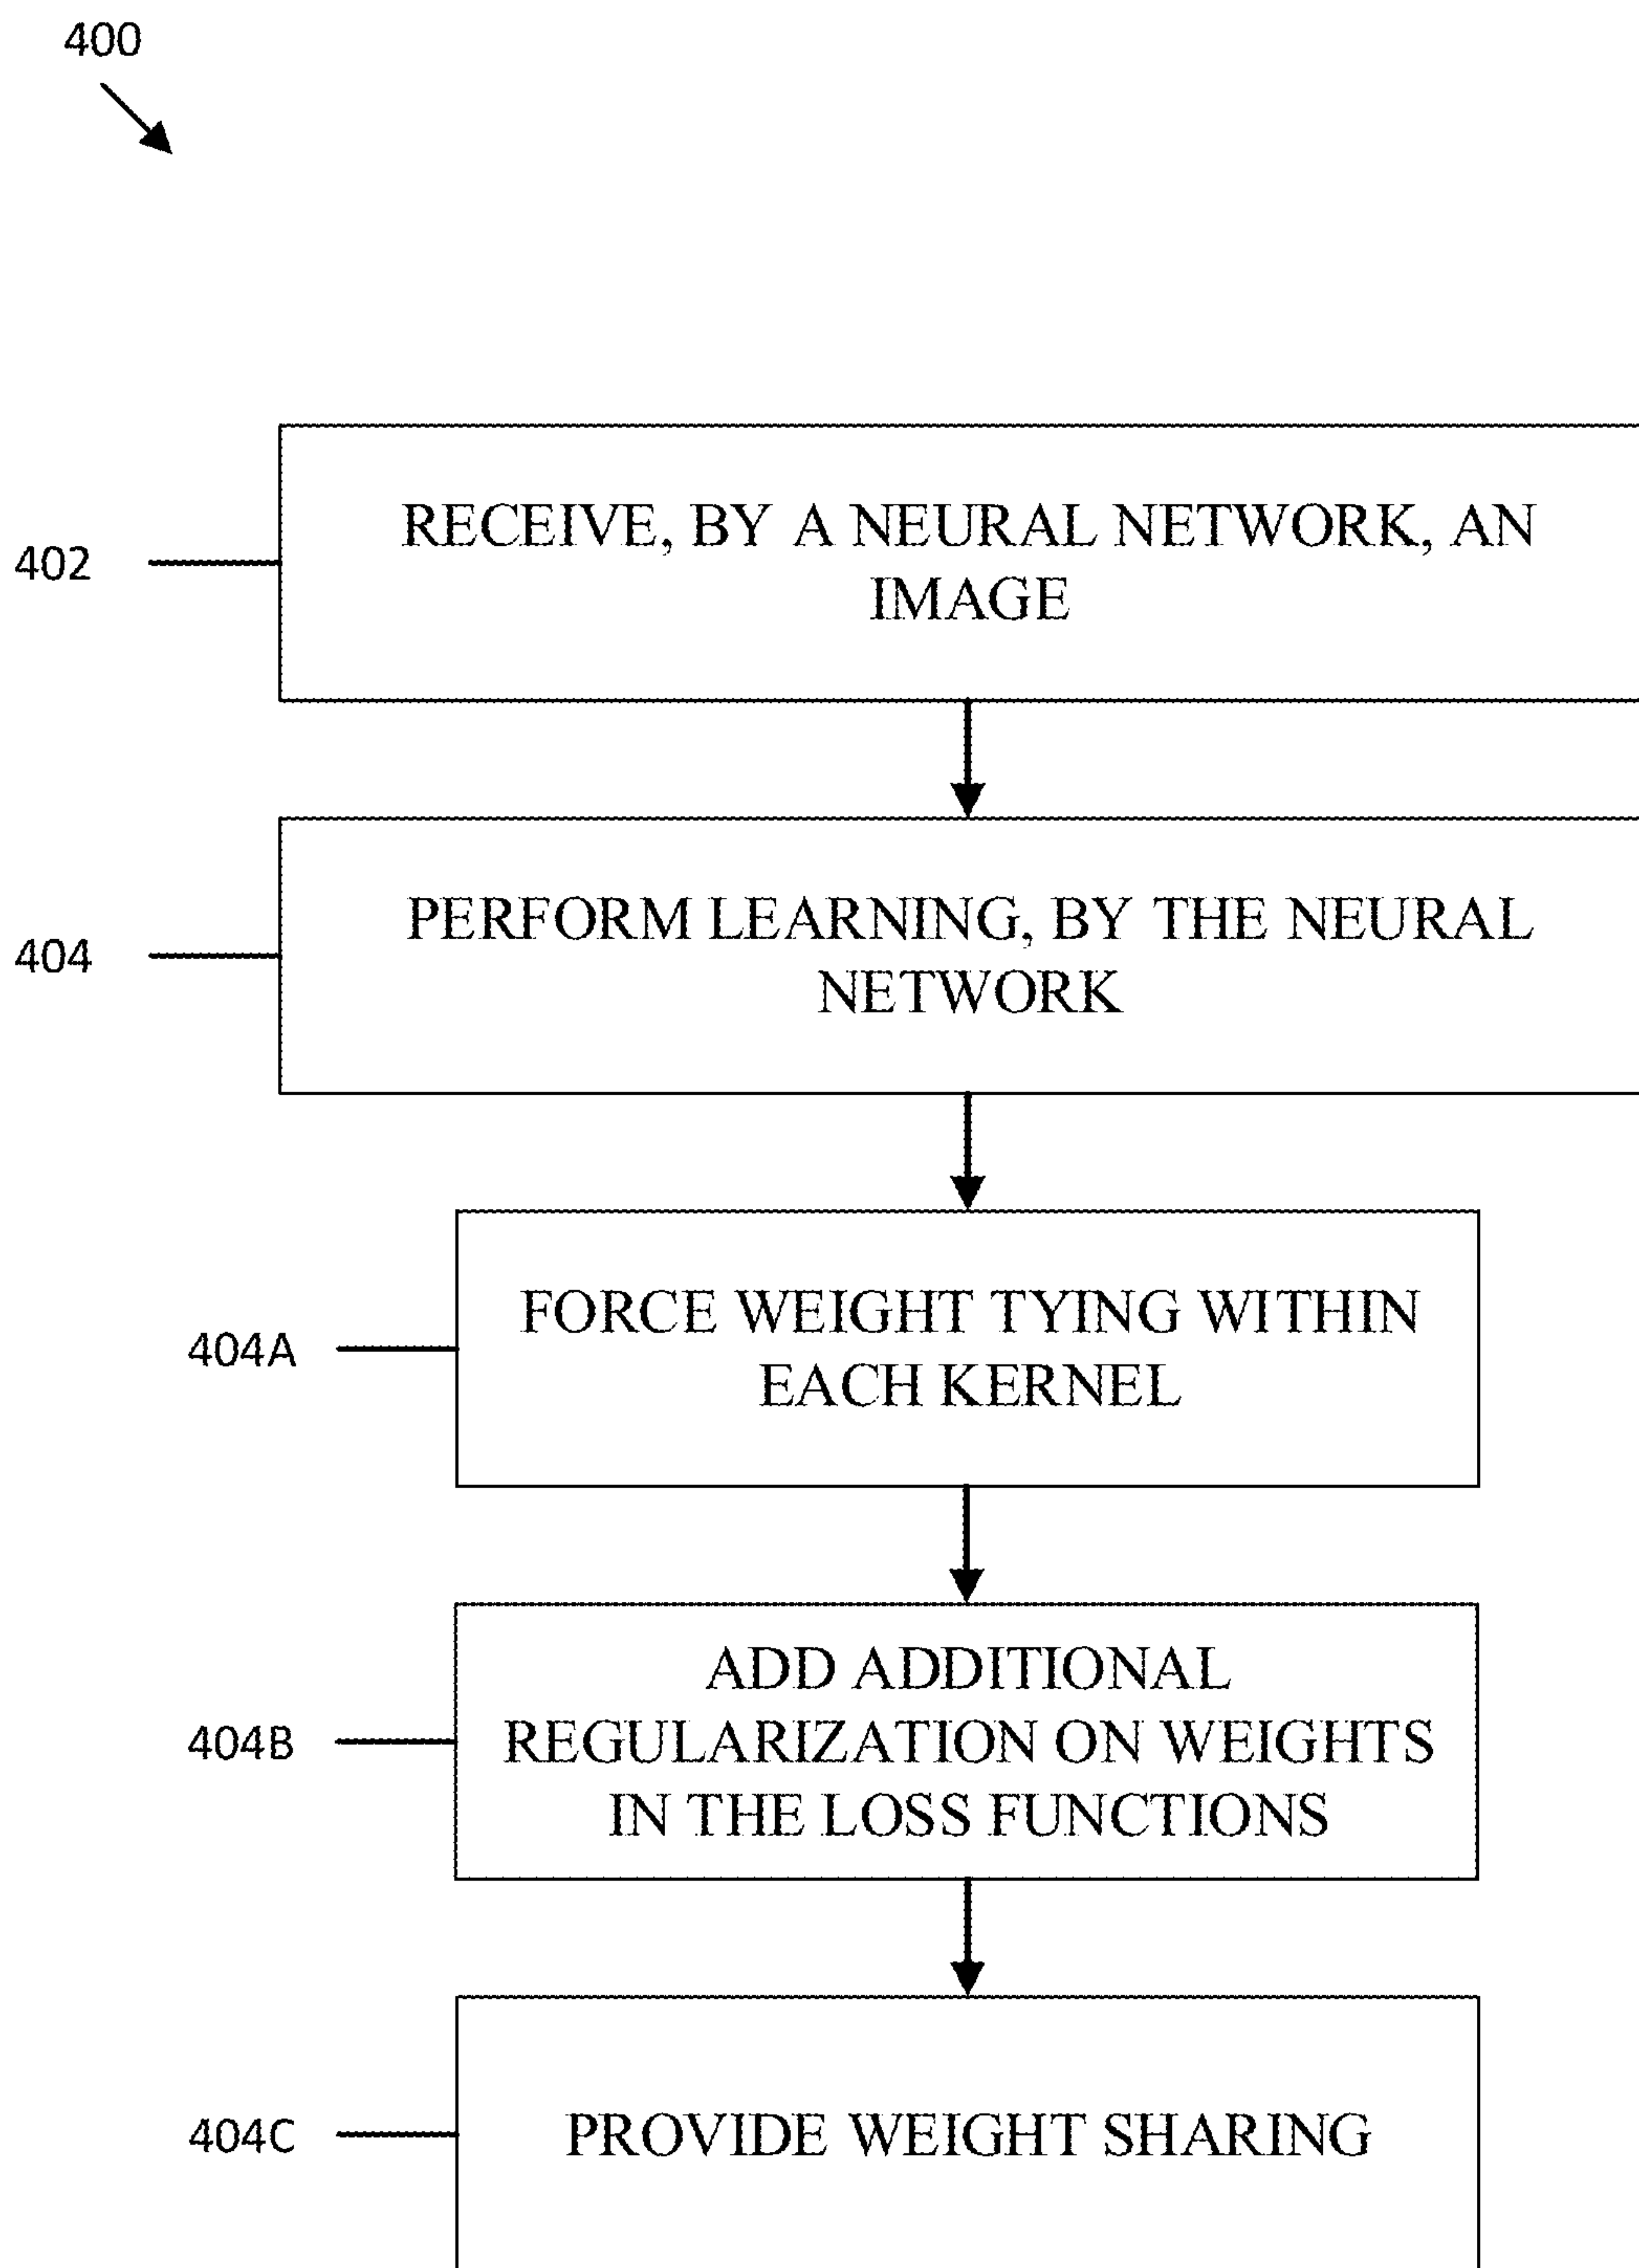 400
402
RECEIVE, BY A NEURAL NETWORK, AN
IMAGE
404
PERFORM LEARNING, BY THE NEURAL
NETWORK
404A
FORCE WEIGHT TYING WITHIN
EACH KERNEL
404B
ADD ADDITIONAL
REGULARIZATION ON WEIGHTS
IN THE LOSS FUNCTIONS
404C
PROVIDE WEIGHT SHARING